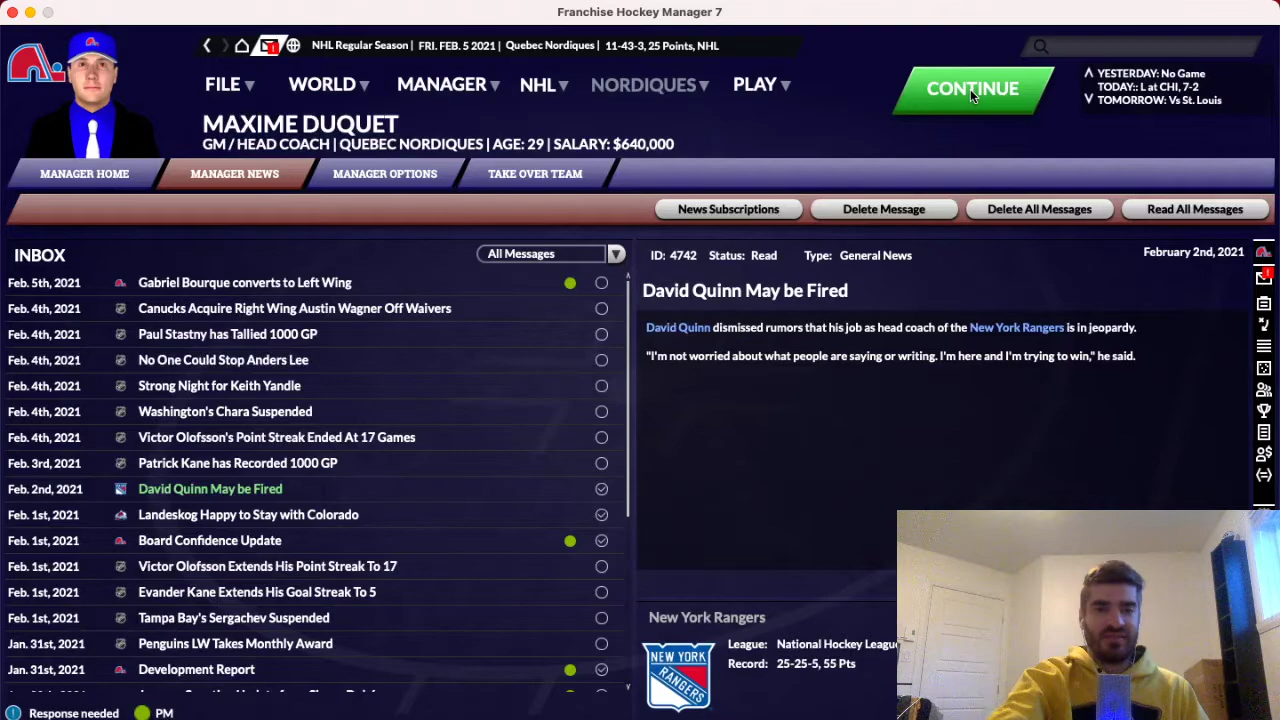 Franchise Hockey Manager 7
NHL Regular Season | FRI. FEB. 5 2021 | Quebec Nordiques | 11-43-3, 25 Points, NHL
FILE WORLD MANAGER NHL NORDIQUES PLAY
CONTINUE
YESTERDAY: No Game
TODAY:: L at CHI, 7-2
TOMORROW: Vs St. Louis
MAXIME DUQUET
GM / HEAD COACH | QUEBEC NORDIQUES | AGE: 29 | SALARY: $640,000
MANAGER HOME MANAGER NEWS MANAGER OPTIONS TAKE OVER TEAM
News Subscriptions Delete Message Delete All Messages Read All Messages
INBOX All Messages
Feb. 5th, 2021 Gabriel Bourque converts to Left Wing
Feb. 4th, 2021 Canucks Acquire Right Wing Austin Wagner Off Waivers
Feb. 4th, 2021 Paul Stastny has Tallied 1000 GP
Feb. 4th, 2021 No One Could Stop Anders Lee
Feb. 4th, 2021 Strong Night for Keith Yandle
Feb. 4th, 2021 Washington's Chara Suspended
Feb. 4th, 2021 Victor Olofsson's Point Streak Ended At 17 Games
Feb. 3rd, 2021 Patrick Kane has Recorded 1000 GP
Feb. 2nd, 2021 David Quinn May be Fired
Feb. 1st, 2021 Landeskog Happy to Stay with Colorado
Feb. 1st, 2021 Board Confidence Update
Feb. 1st, 2021 Victor Olofsson Extends His Point Streak To 17
Feb. 1st, 2021 Evander Kane Extends His Goal Streak To 5
Feb. 1st, 2021 Tampa Bay's Sergachev Suspended
Jan. 31st, 2021 Penguins LW Takes Monthly Award
Jan. 31st, 2021 Development Report
Response needed PM
ID: 4742 Status: Read Type: General News February 2nd, 2021
David Quinn May be Fired
David Quinn dismissed rumors that his job as head coach of the New York Rangers is in jeopardy.
"I'm not worried about what people are saying or writing. I'm here and I'm trying to win," he said.
New York Rangers
League: National Hockey League
Record: 25-25-5, 55 Pts
NEW YORK
RANGERS